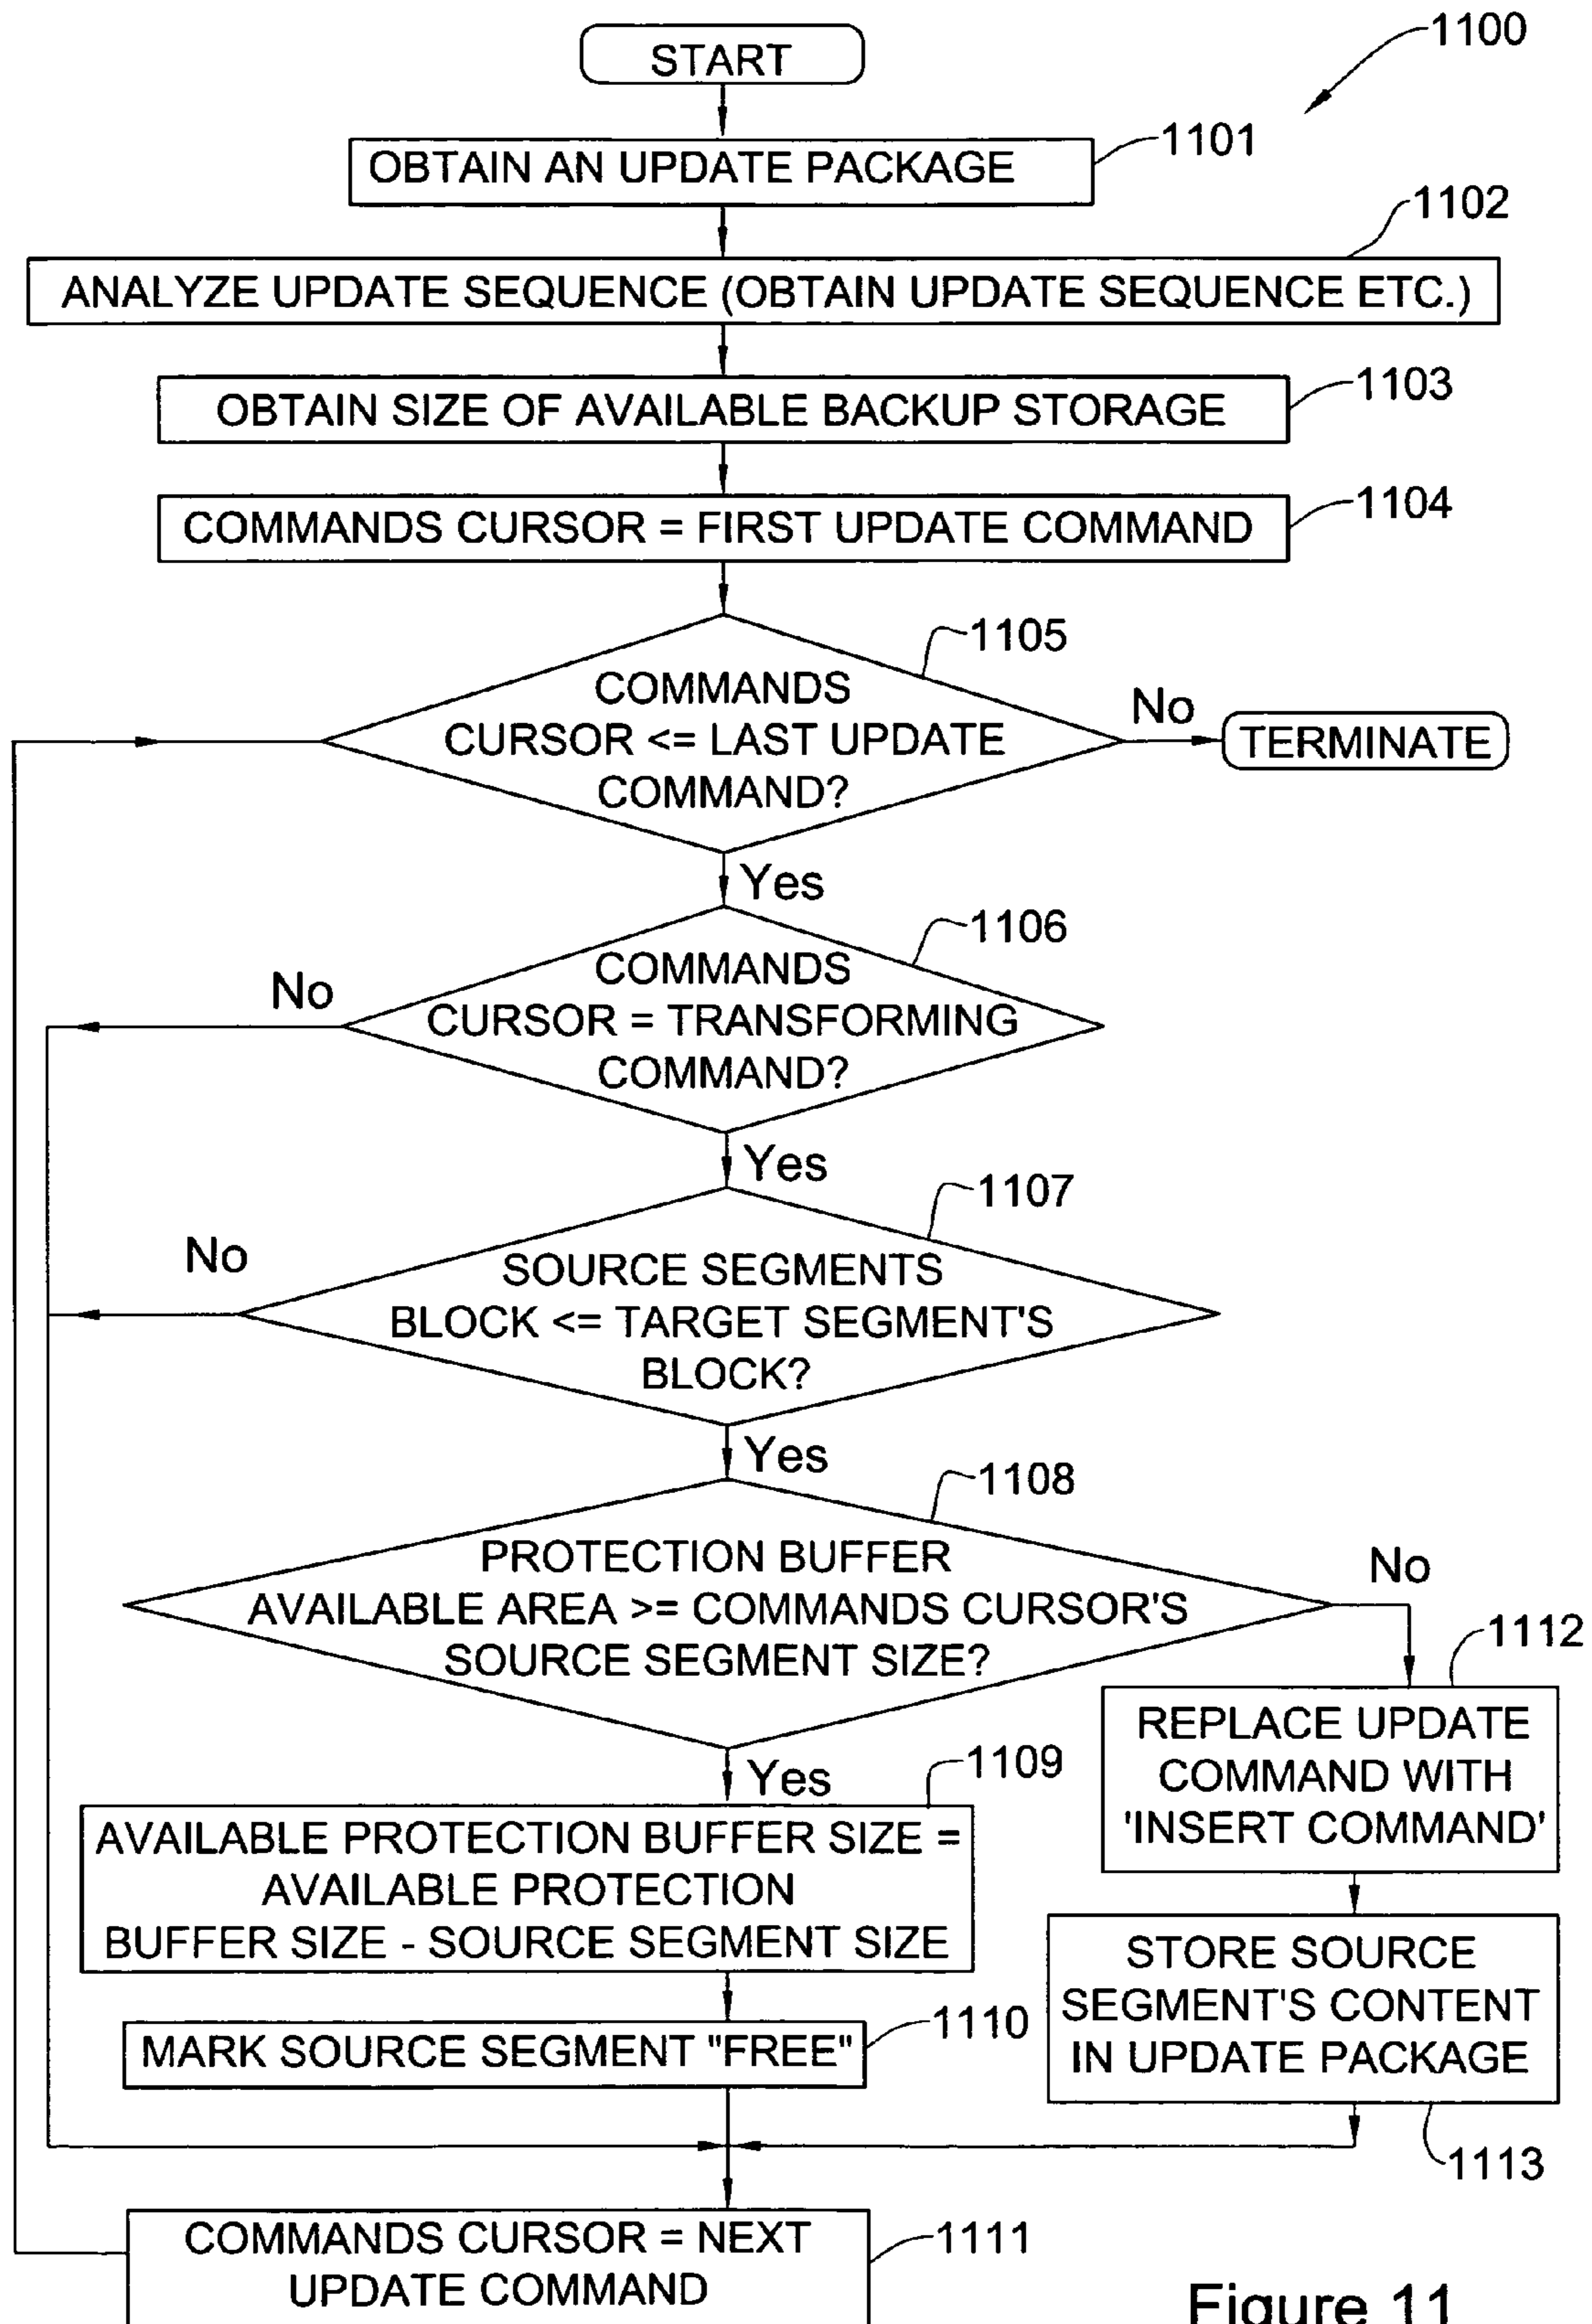 1100
START
1101
OBTAIN AN UPDATE PACKAGE
1102
ANALYZE UPDATE SEQUENCE (OBTAIN UPDATE SEQUENCE ETC.)
1103
OBTAIN SIZE OF AVAILABLE BACKUP STORAGE
1104
COMMANDS CURSOR = FIRST UPDATE COMMAND
1105
COMMANDS
CURSOR <= LAST UPDATE
COMMAND?
No
TERMINATE
Yes
1106
COMMANDS
CURSOR = TRANSFORMING
COMMAND?
No
Yes
1107
SOURCE SEGMENTS
BLOCK <= TARGET SEGMENT'S
BLOCK?
No
Yes
1108
PROTECTION BUFFER
AVAILABLE AREA >= COMMANDS CURSOR'S
SOURCE SEGMENT SIZE?
No
Yes
1112
REPLACE UPDATE
COMMAND WITH
'INSERT COMMAND'
1109
AVAILABLE PROTECTION BUFFER SIZE =
AVAILABLE PROTECTION
BUFFER SIZE - SOURCE SEGMENT SIZE
STORE SOURCE
SEGMENT'S CONTENT
IN UPDATE PACKAGE
1113
1110
MARK SOURCE SEGMENT "FREE"
1111
COMMANDS CURSOR = NEXT
UPDATE COMMAND
Figure 11